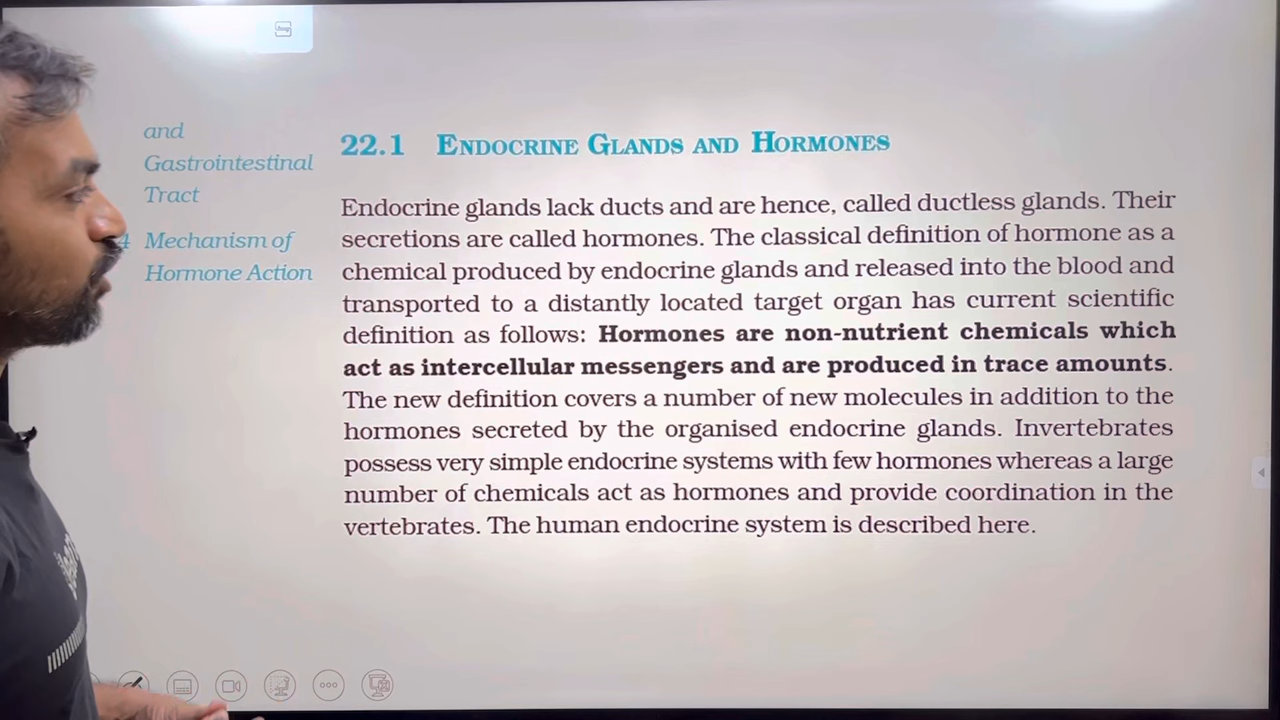 and
Gastrointestinal
Tract
4 Mechanism of
Hormone Action
22.1 ENDOCRINE GLANDS AND HORMONES
Endocrine glands lack ducts and are hence, called ductless glands. Their
secretions are called hormones. The classical definition of hormone as a
chemical produced by endocrine glands and released into the blood and
transported to a distantly located target organ has current scientific
definition as follows: Hormones are non-nutrient chemicals which
act as intercellular messengers and are produced in trace amounts.
The new definition covers a number of new molecules in addition to the
hormones secreted by the organised endocrine glands. Invertebrates
possess very simple endocrine systems with few hormones whereas a large
number of chemicals act as hormones and provide coordination in the
vertebrates. The human endocrine system is described here.